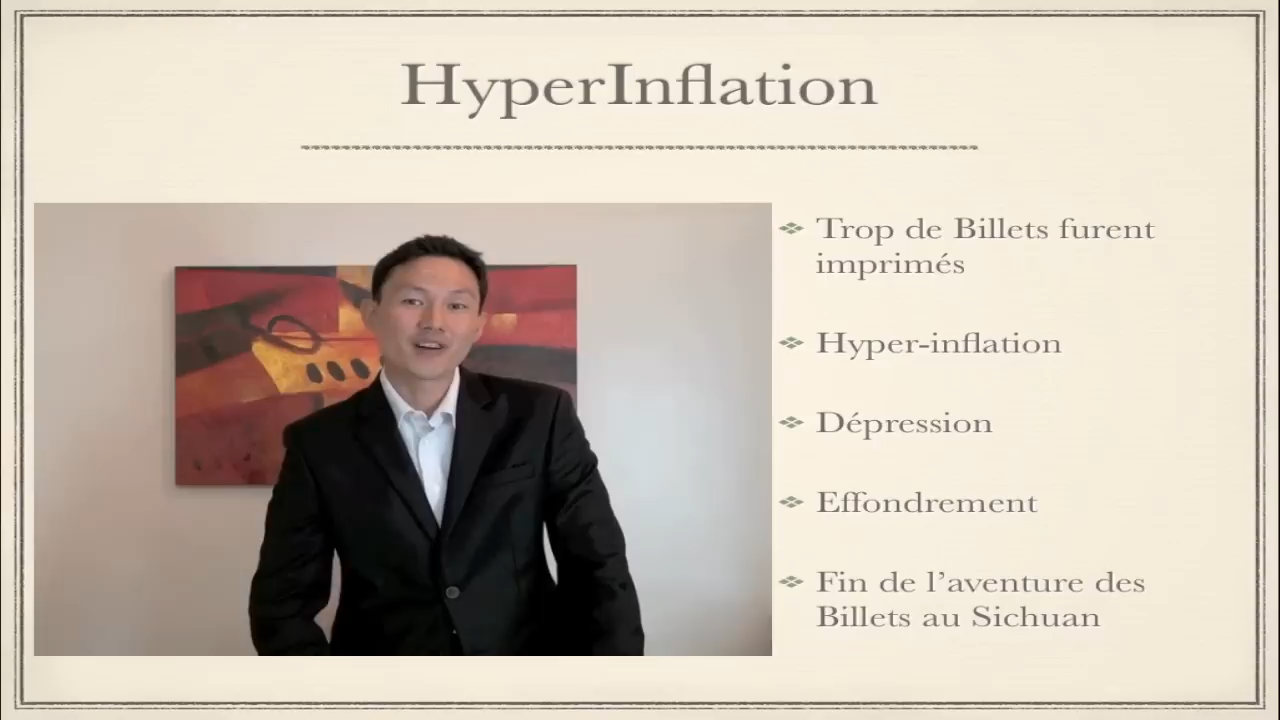 HyperInflation
Trop de Billets furent
imprimés
Hyper-inflation
Dépression
Effondrement
Fin de l’aventure des
Billets au Sichuan